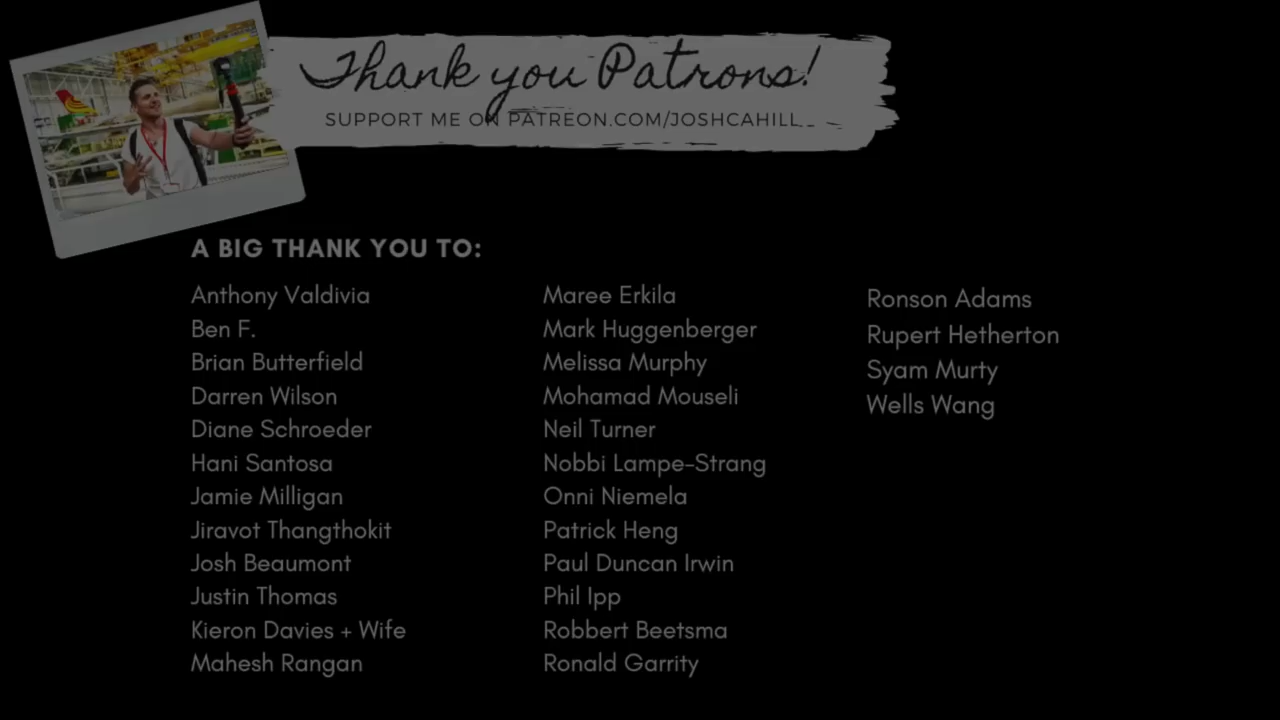 Thank you Patrons!
SUPPORT ME ON PATREON.COM/JOSHCAHILL
A BIG THANK YOU TO:
Anthony Valdivia
Ben F.
Brian Butterfield
Darren Wilson
Diane Schroeder
Hani Santosa
Jamie Milligan
Jiravot Thangthokit
Josh Beaumont
Justin Thomas
Kieron Davies + Wife
Mahesh Rangan
Maree Erkila
Mark Huggenberger
Melissa Murphy
Mohamad Mouseli
Neil Turner
Nobbi Lampe-Strang
Onni Niemela
Patrick Heng
Paul Duncan Irwin
Phil Ipp
Robbert Beetsma
Ronald Garrity
Ronson Adams
Rupert Hetherton
Syam Murty
Wells Wang